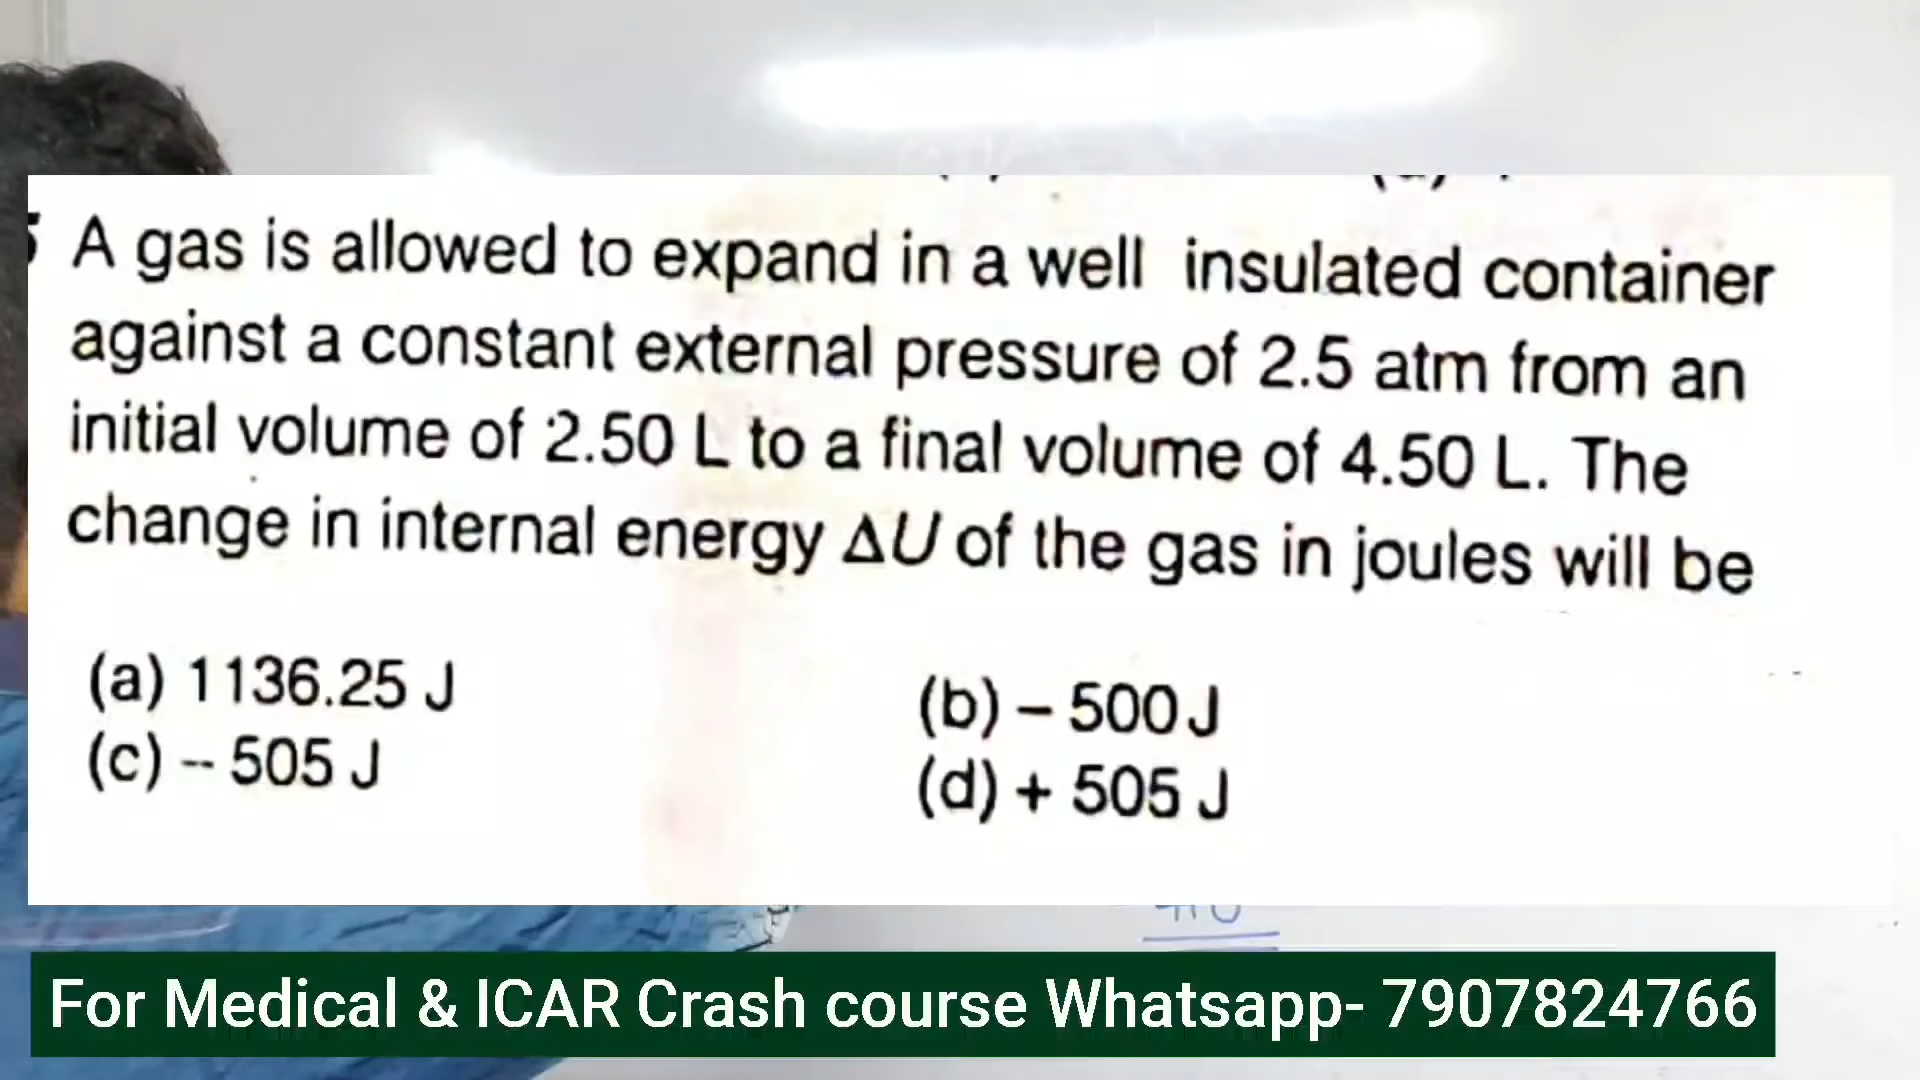 A gas is allowed to expand in a well insulated container
against a constant external pressure of 2.5 atm from an
initial volume of 2.50 L to a final volume of 4.50 L. The
change in internal energy ΔU of the gas in joules will be
(a) 1136.25 J (b) – 500 J
(c) -- 505 J (d) + 505 J
For Medical & ICAR Crash course Whatsapp- 7907824766